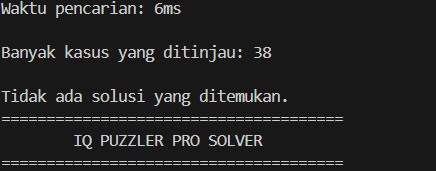 Waktu pencarian: 6ms
Banyak kasus yang ditinjau: 38
Tidak ada solusi yang ditemukan.
======================================
IQ PUZZLER PRO SOLVER
======================================